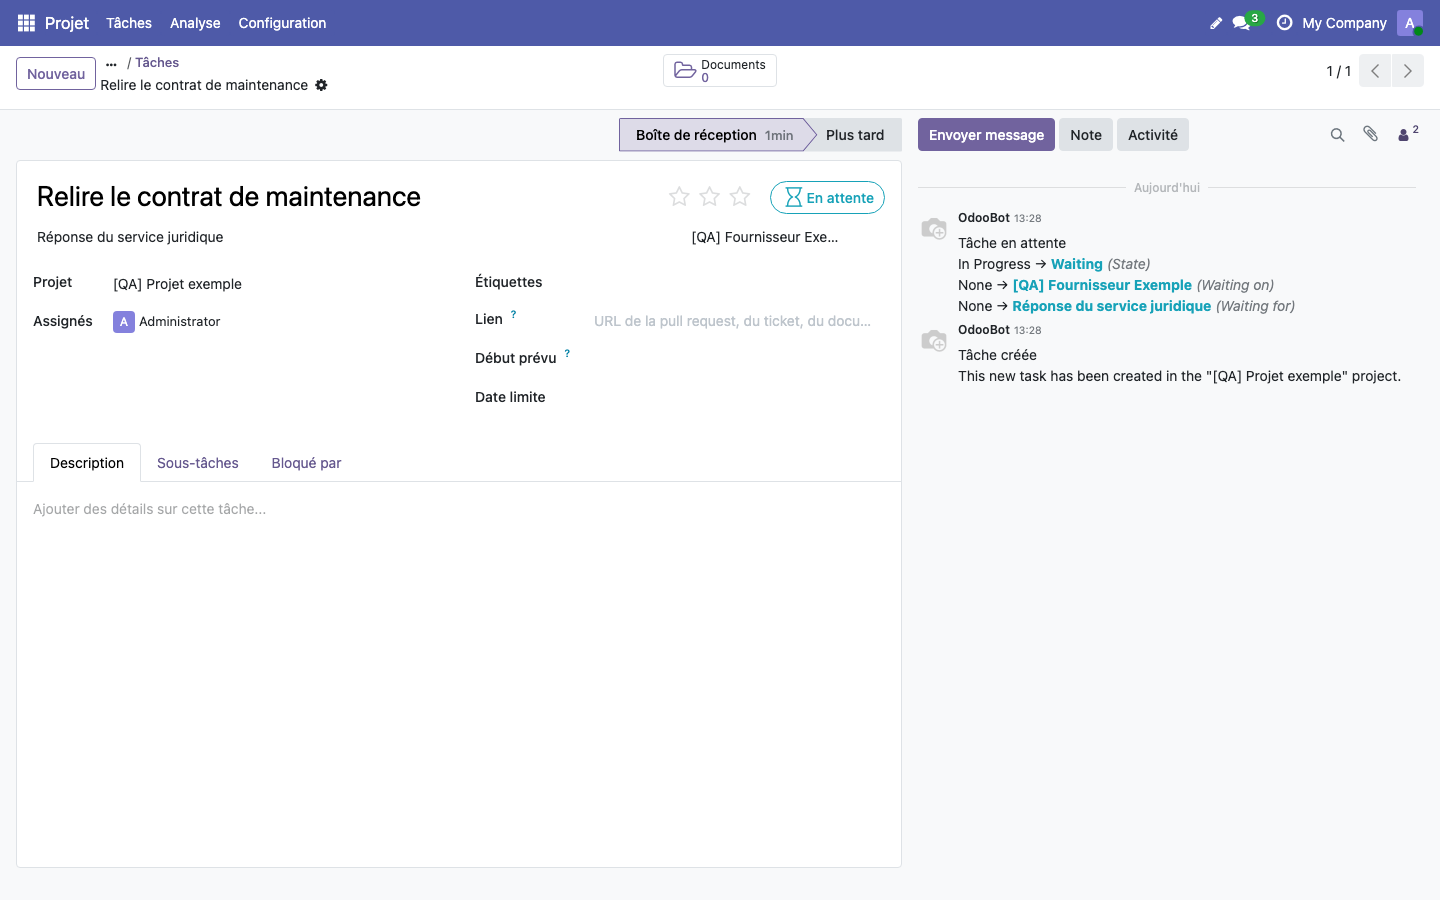 Projet Tâches Analyse Configuration 3 My Company A
Nouveau ... / Tâches
Relire le contrat de maintenance
Documents
0
1 / 1
Boîte de réception 1min Plus tard
Envoyer message Note Activité 2
Relire le contrat de maintenance
En attente
Réponse du service juridique
[QA] Fournisseur Exe...
Projet [QA] Projet exemple
Assignés A Administrator
Étiquettes
Lien ? URL de la pull request, du ticket, du docu...
Début prévu ?
Date limite
Description Sous-tâches Bloqué par
Ajouter des détails sur cette tâche...
Aujourd'hui
OdooBot 13:28
Tâche en attente
In Progress → Waiting (State)
None → [QA] Fournisseur Exemple (Waiting on)
None → Réponse du service juridique (Waiting for)
OdooBot 13:28
Tâche créée
This new task has been created in the "[QA] Projet exemple" project.